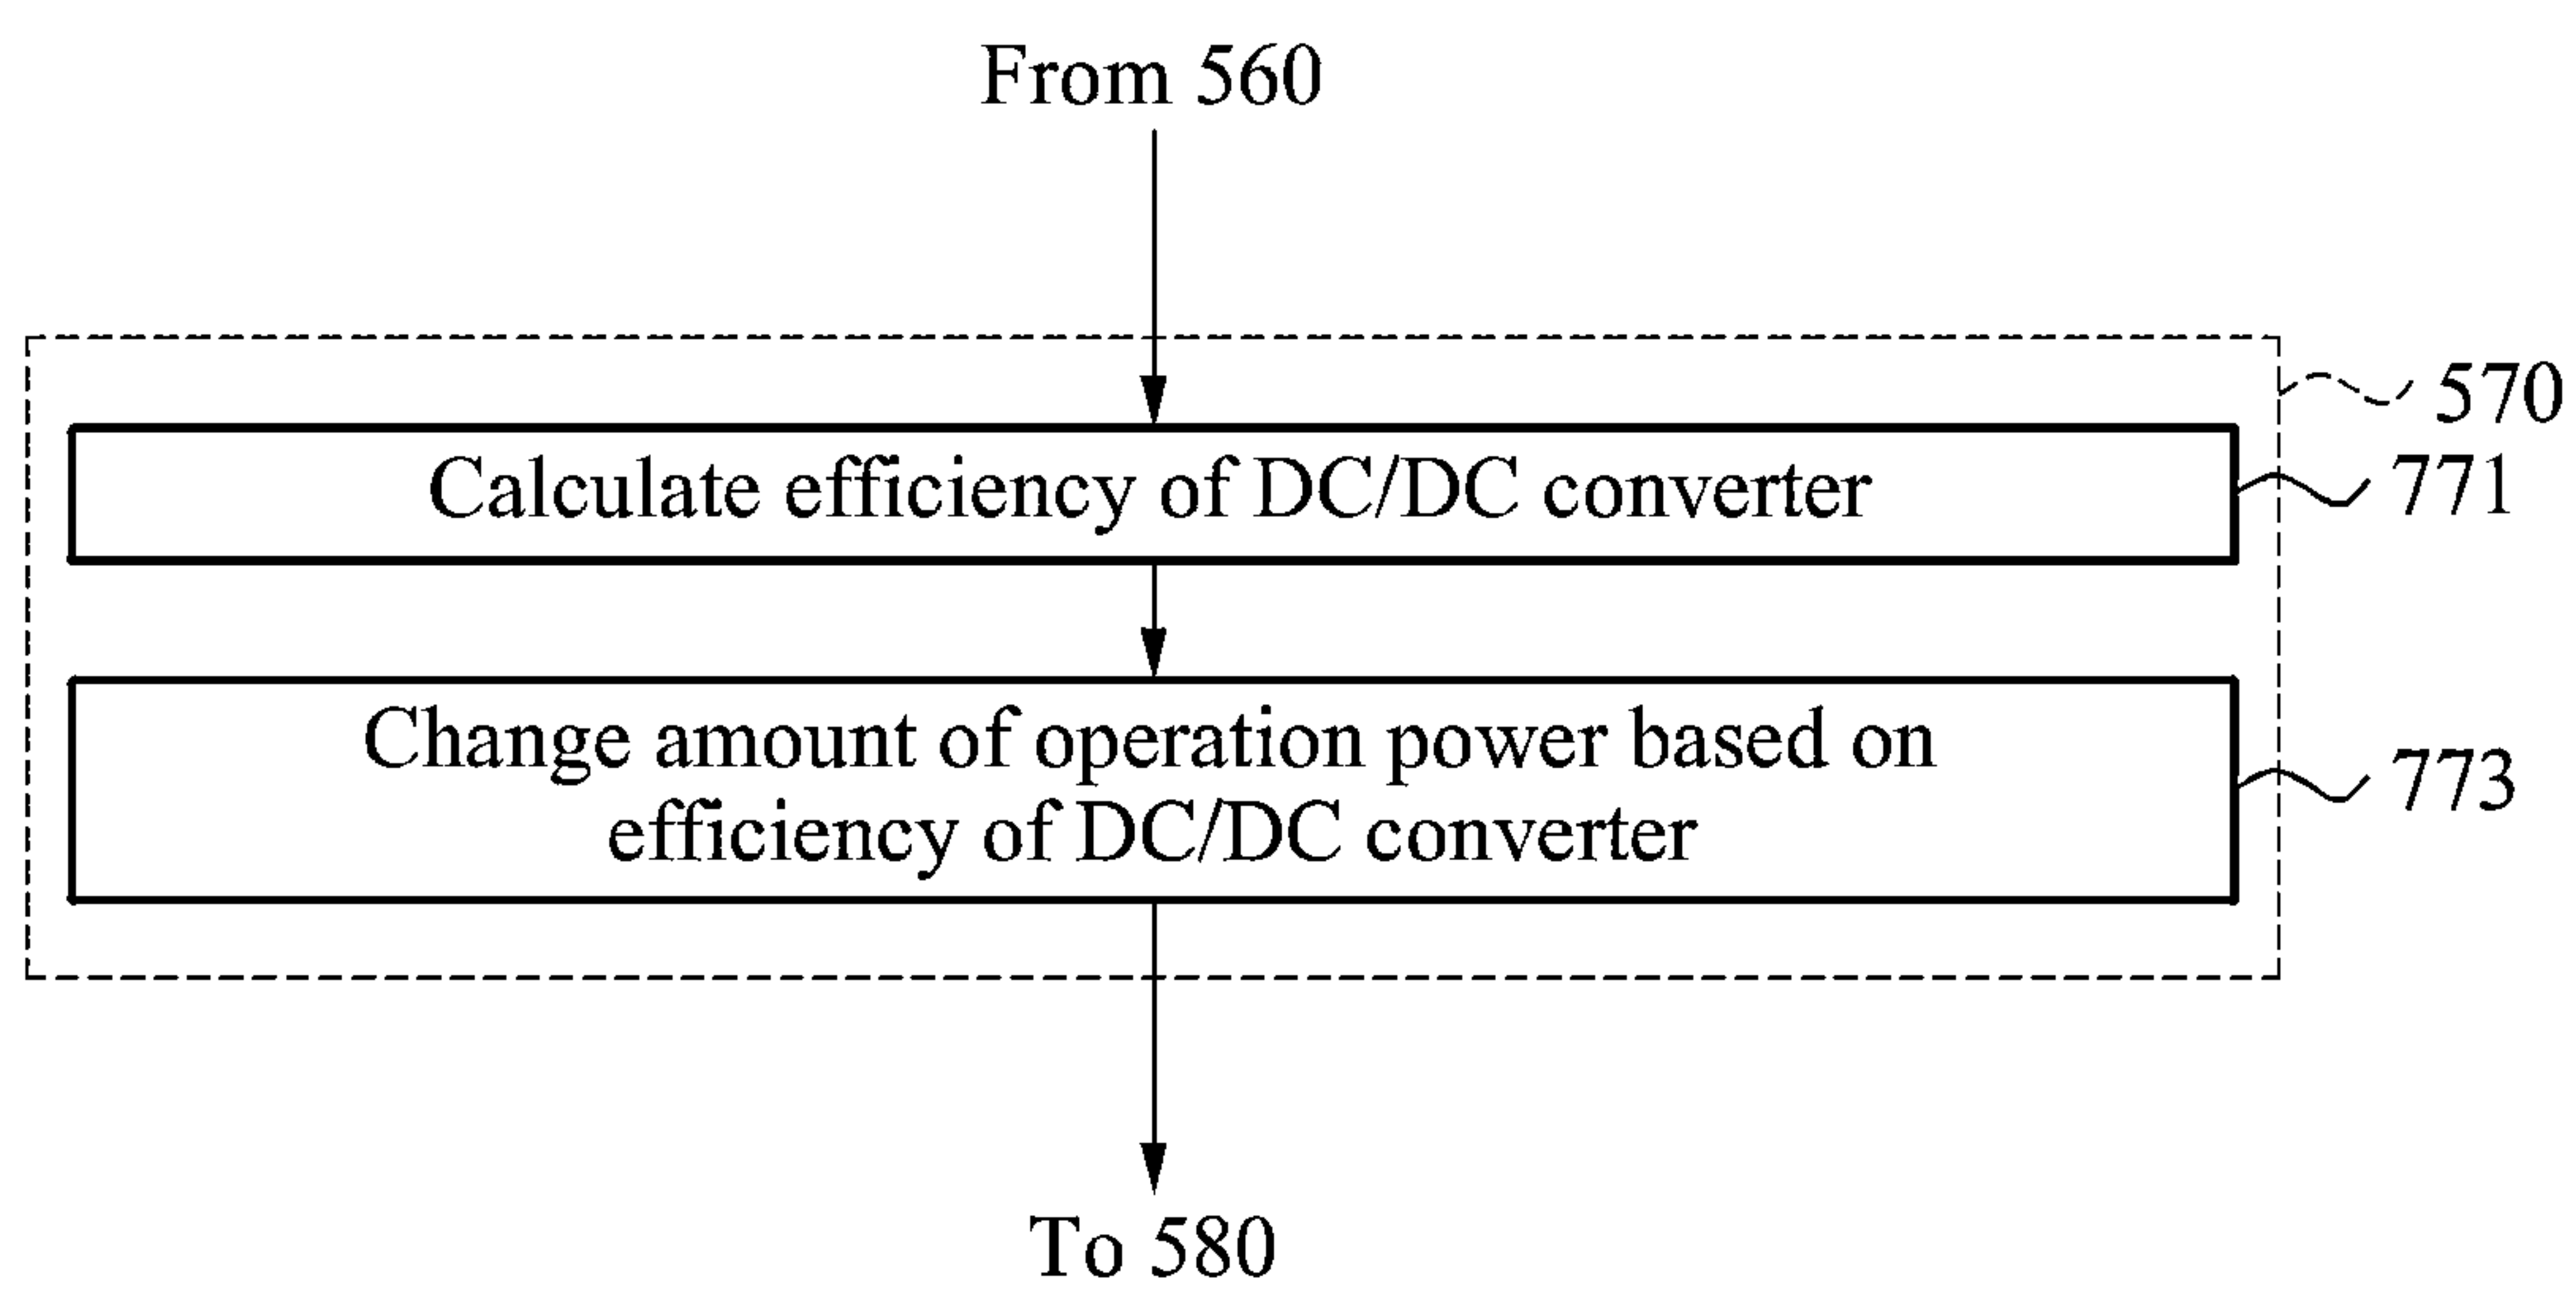 From 560
570
Calculate efficiency of DC/DC converter
771
Change amount of operation power based on
efficiency of DC/DC converter
773
To 580